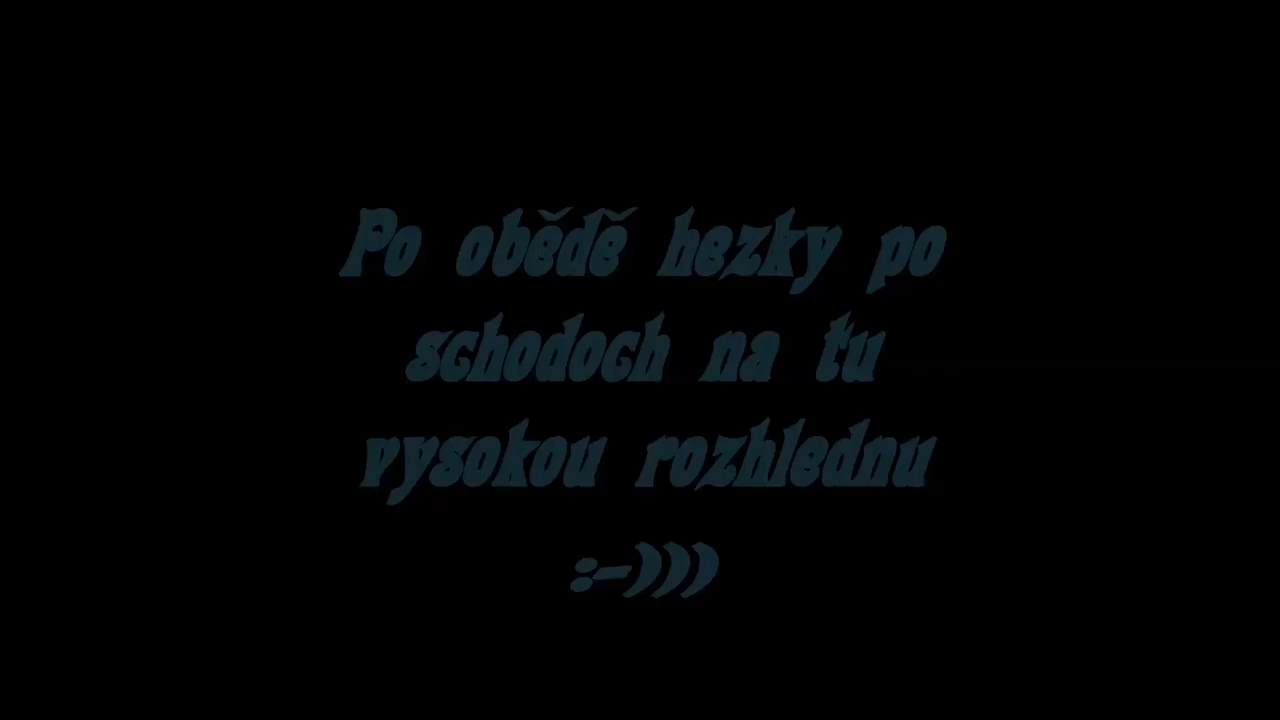 Po obědě hezky po
schodoch na tu
vysokou rozhlednu
:-)))